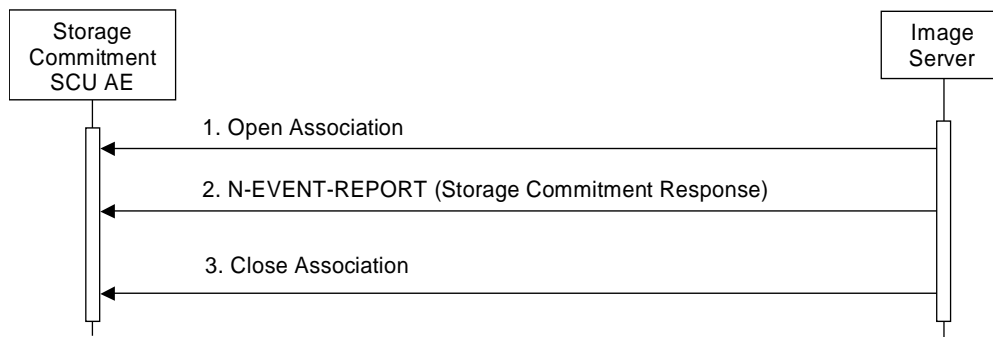 Storage
Commitment
SCU AE
Image
Server
1. Open Association
2. N-EVENT-REPORT (Storage Commitment Response)
3. Close Association